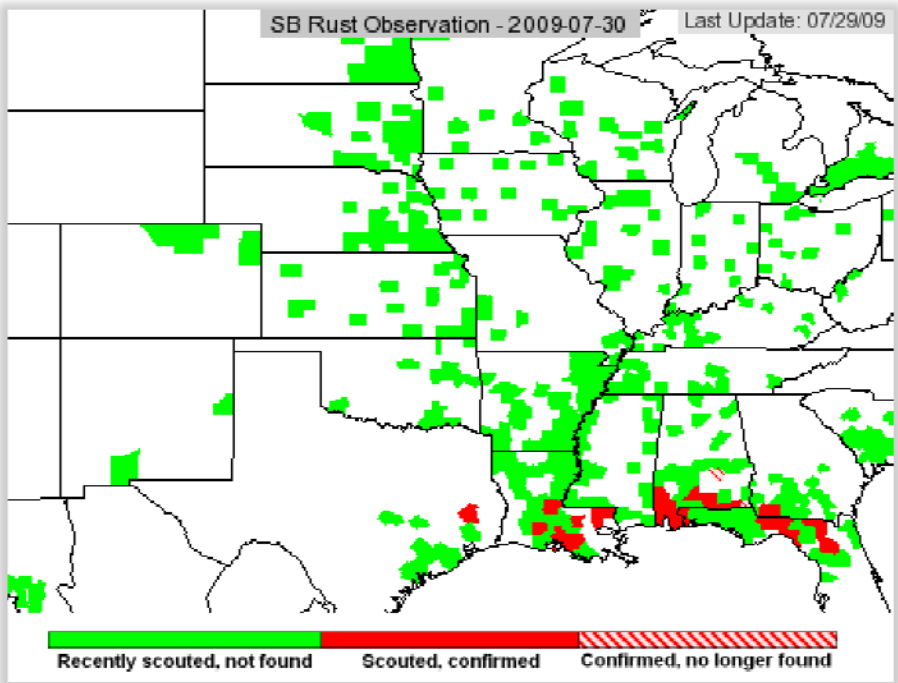 SB Rust Observation - 2009-07-30
Last Update: 07/29/09
Recently scouted, not found
Scouted, confirmed
Confirmed, no longer found